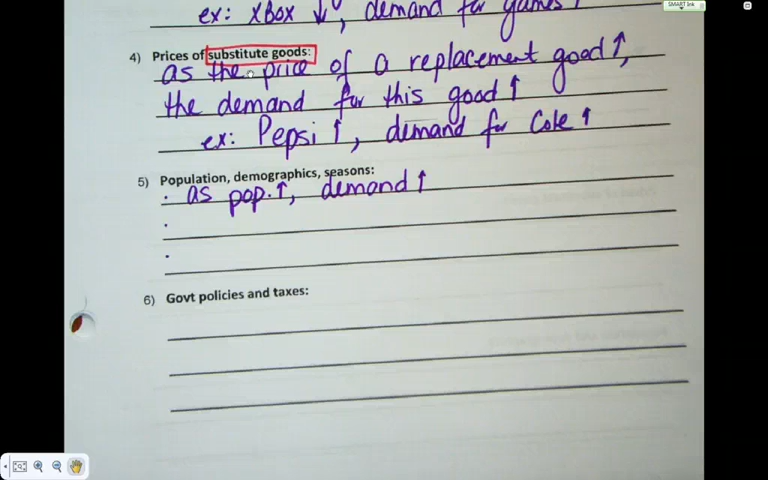 SMART Ink
ex: XBox ↓, demand for games ↑
4) Prices of substitute goods:
as the price of a replacement good ↑,
the demand for this good ↑
ex: Pepsi ↑, demand for Coke ↑
5) Population, demographics, seasons:
· as pop. ↑, demand ↑
·
·
6) Govt policies and taxes: